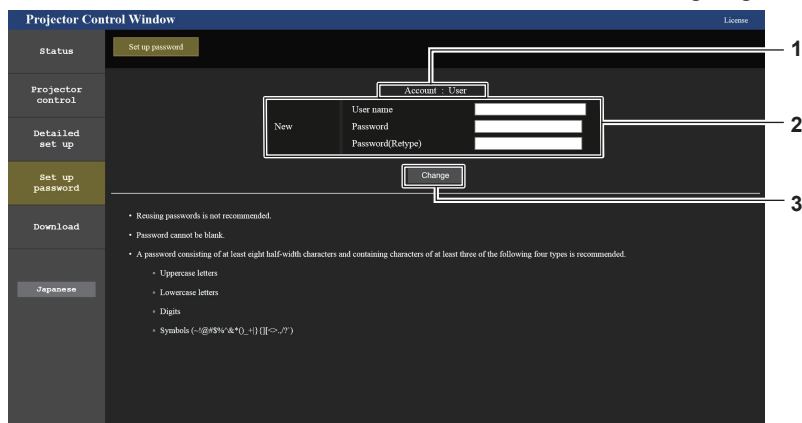 Projector Control Window
License
Status
Set up password
1
Projector
control
Account : User
User name
New
Password
2
Password(Retype)
Detailed
set up
Set up
password
Change
3
Download
• Reusing passwords is not recommended.
• Password cannot be blank.
• A password consisting of at least eight half-width characters and containing characters of at least three of the following four types is recommended.
Uppercase letters
Lowercase letters
Digits
Symbols (~!@#$%^&*()_+|}{][<>.,/?`)
Japanese